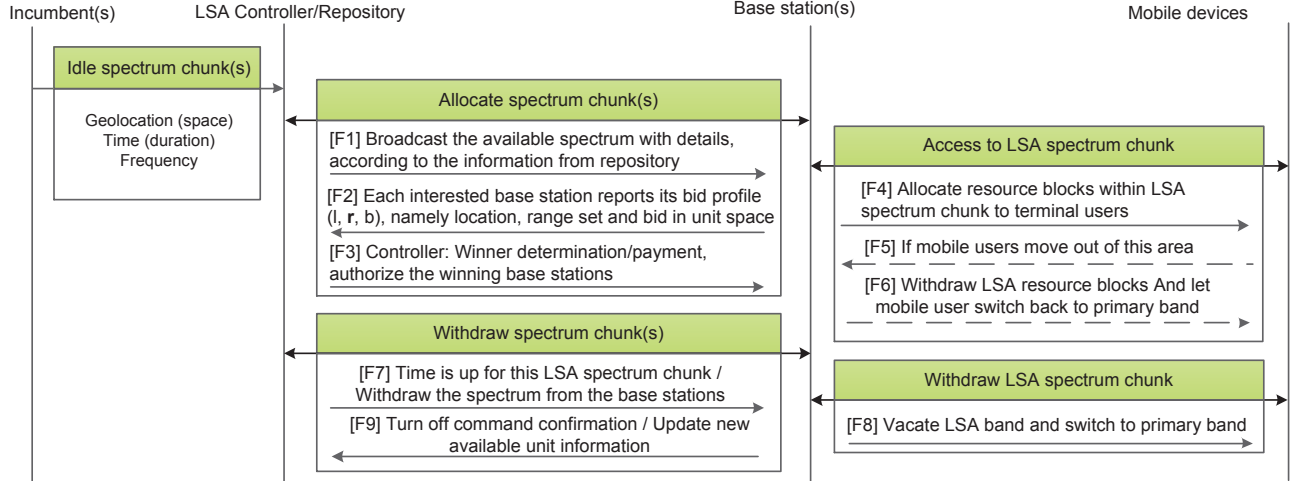 Incumbent(s)
LSA Controller/Repository
Base station(s)
Mobile devices
Idle spectrum chunk(s)
Geolocation (space)
Time (duration)
Frequency
Allocate spectrum chunk(s)
[F1] Broadcast the available spectrum with details,
according to the information from repository
[F2] Each interested base station reports its bid profile
(l, r, b), namely location, range set and bid in unit space
[F3] Controller: Winner determination/payment,
authorize the winning base stations
Access to LSA spectrum chunk
[F4] Allocate resource blocks within LSA
spectrum chunk to terminal users
[F5] If mobile users move out of this area
[F6] Withdraw LSA resource blocks And let
mobile user switch back to primary band
Withdraw spectrum chunk(s)
[F7] Time is up for this LSA spectrum chunk /
Withdraw the spectrum from the base stations
[F9] Turn off command confirmation / Update new
available unit information
Withdraw LSA spectrum chunk
[F8] Vacate LSA band and switch to primary band